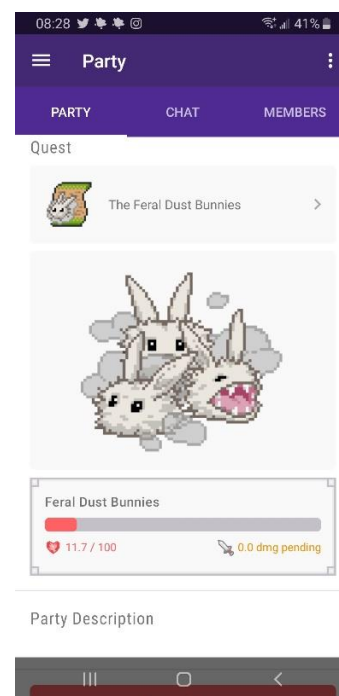 08:28 41%
Party
PARTY CHAT MEMBERS
Quest
The Feral Dust Bunnies
Feral Dust Bunnies
11.7 / 100 0.0 dmg pending
Party Description